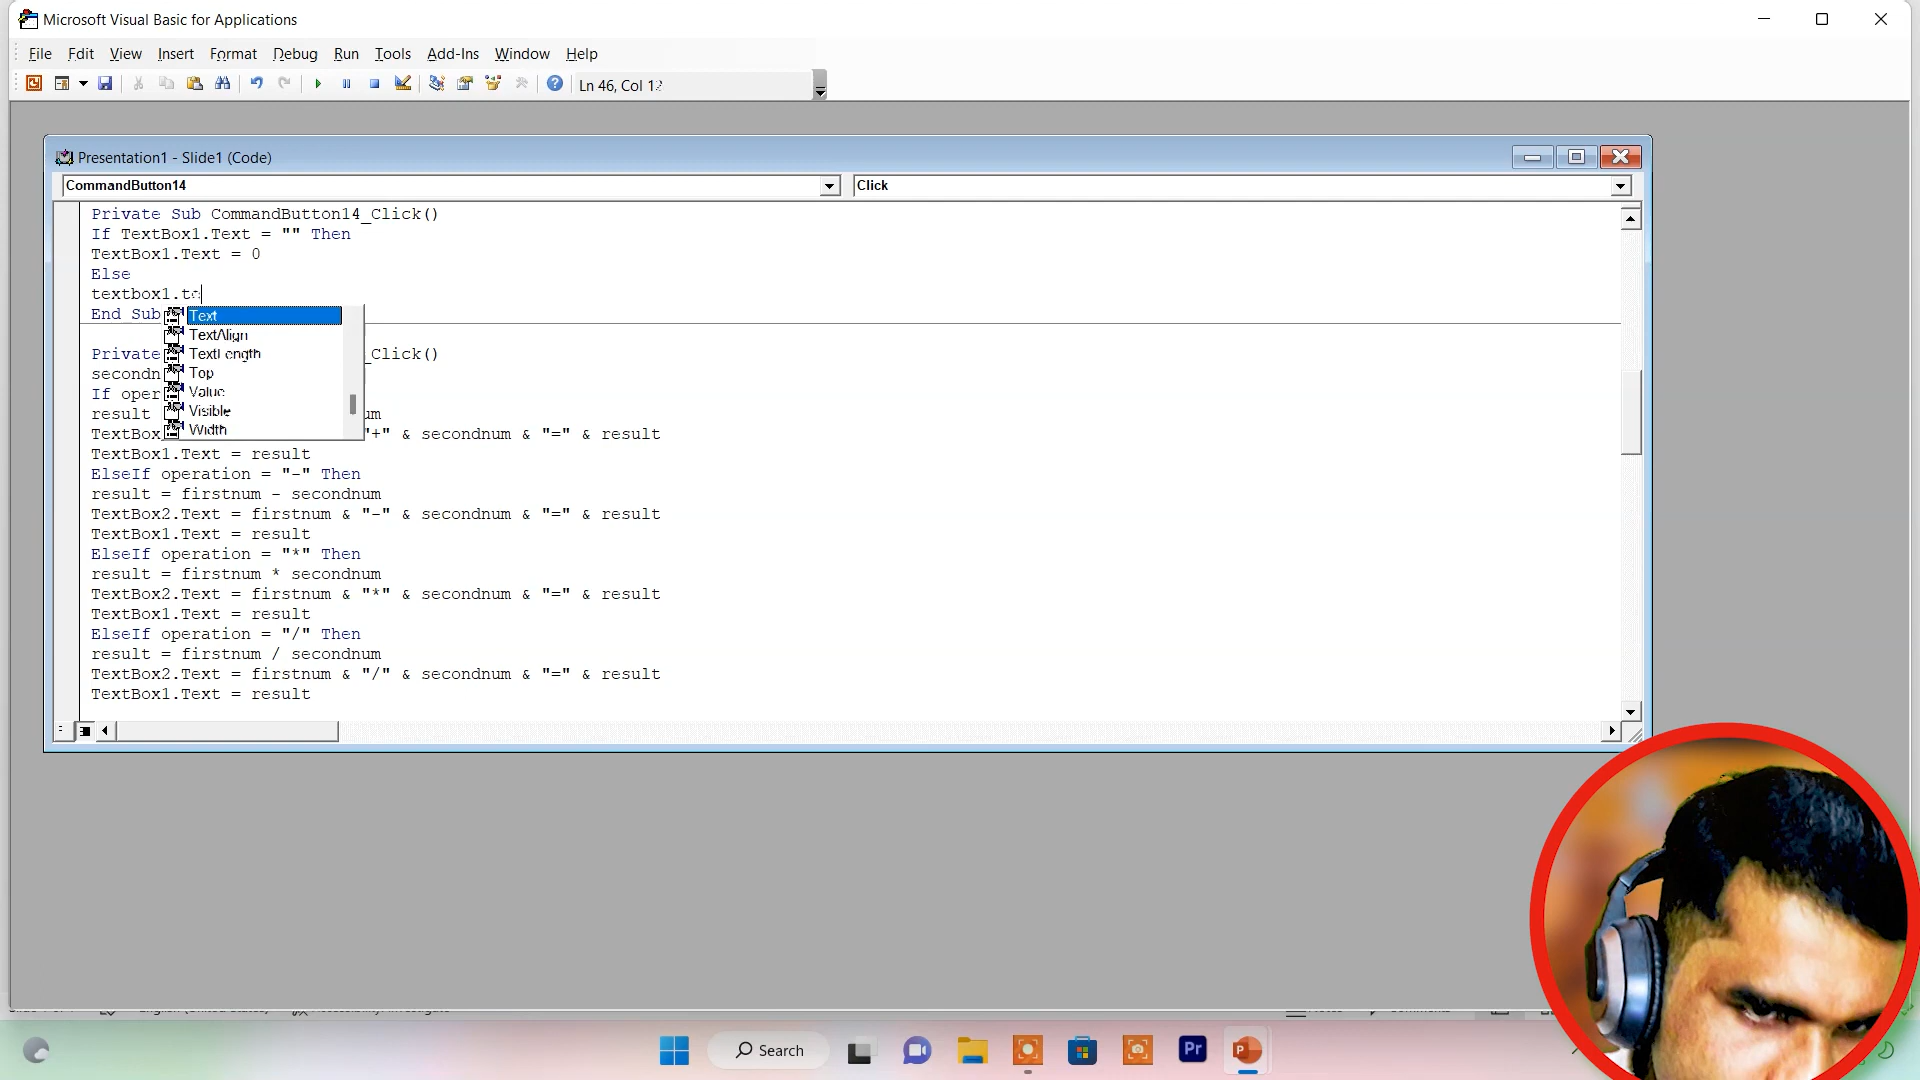 Microsoft Visual Basic for Applications
File Edit View Insert Format Debug Run Tools Add-Ins Window Help
Ln 46, Col 12
Presentation1 - Slide1 (Code)
CommandButton14 Click
Private Sub CommandButton14_Click()
If TextBox1.Text = "" Then
TextBox1.Text = 0
Else
textbox1.te
End Sub
Text
TextAlign
TextLength
Top
Value
Visible
Width
Private _Click()
secondn
If oper
result um
TextBox "+" & secondnum & "=" & result
TextBox1.Text = result
ElseIf operation = "-" Then
result = firstnum - secondnum
TextBox2.Text = firstnum & "-" & secondnum & "=" & result
TextBox1.Text = result
ElseIf operation = "*" Then
result = firstnum * secondnum
TextBox2.Text = firstnum & "*" & secondnum & "=" & result
TextBox1.Text = result
ElseIf operation = "/" Then
result = firstnum / secondnum
TextBox2.Text = firstnum & "/" & secondnum & "=" & result
TextBox1.Text = result
Search
Pr
P